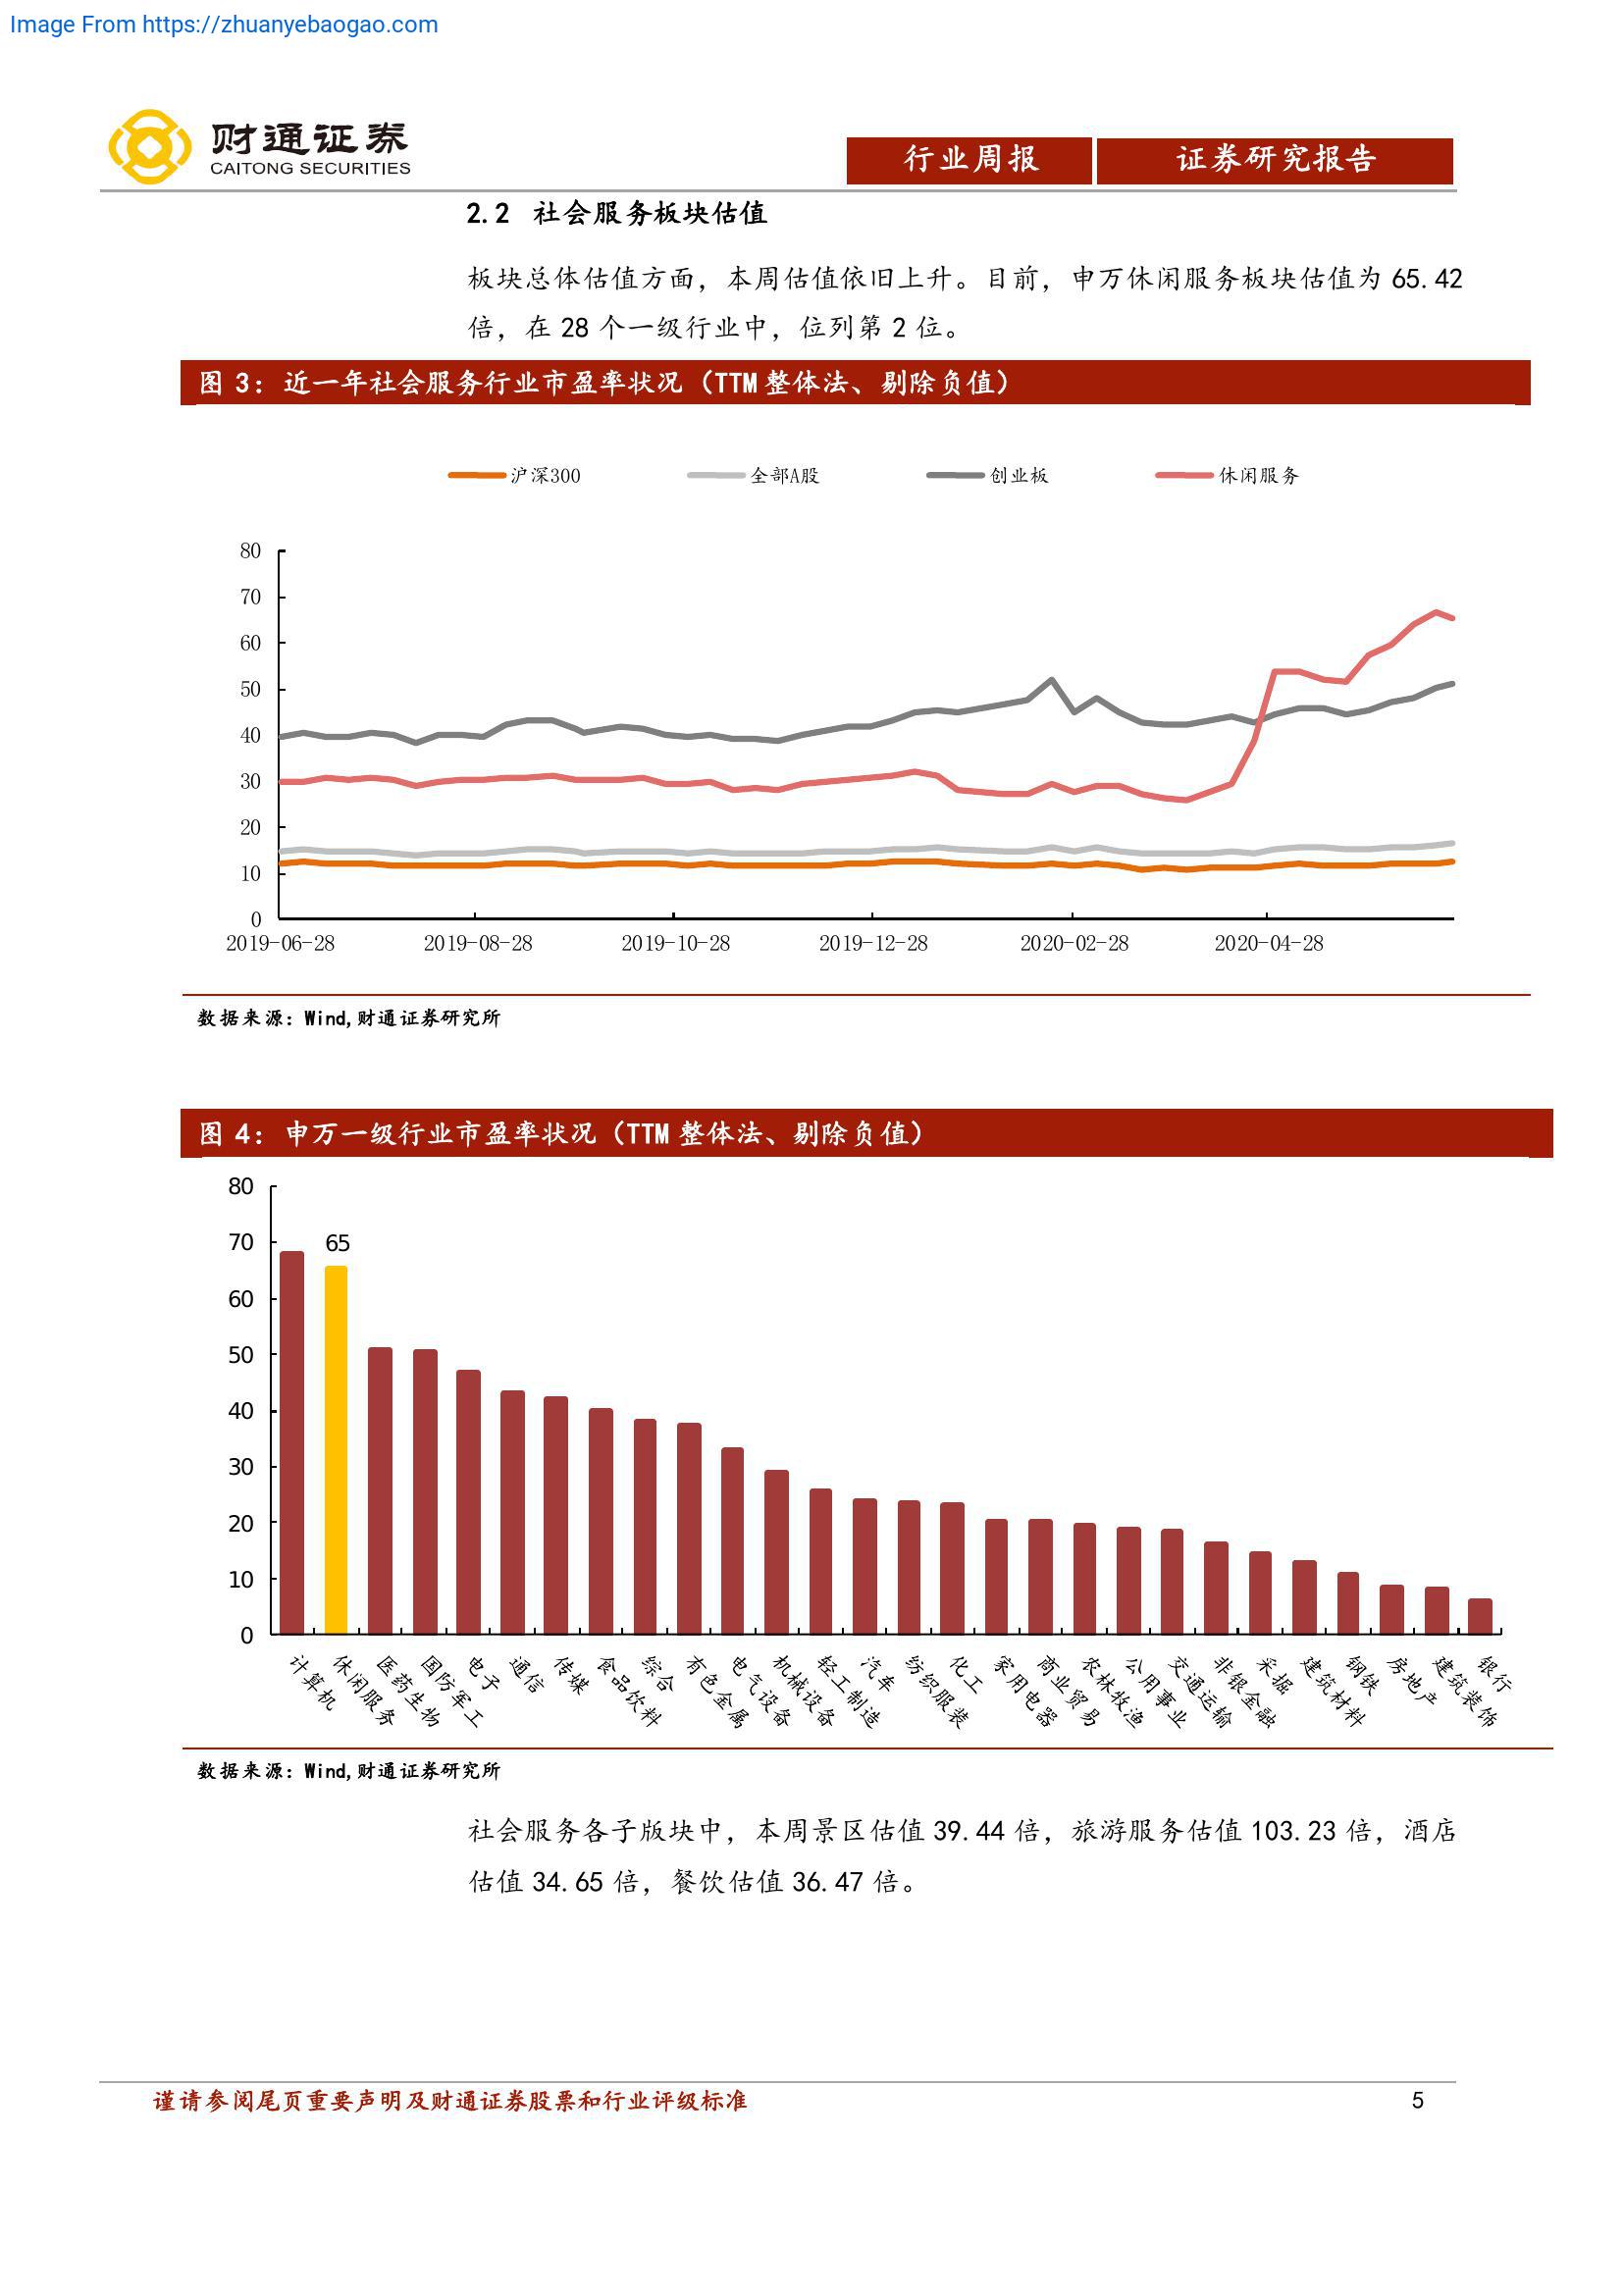 Image From https://zhuanyebaogao.com
财通证券
CAITONG SECURITIES
行业周报
证券研究报告
2.2 社会服务板块估值
板块总体估值方面，本周估值依旧上升。目前，申万休闲服务板块估值为 65.42
倍，在 28 个一级行业中，位列第 2 位。
图 3：近一年社会服务行业市盈率状况（TTM 整体法、剔除负值）
沪深300 全部A股 创业板 休闲服务
80
70
60
50
40
30
20
10
0
2019-06-28 2019-08-28 2019-10-28 2019-12-28 2020-02-28 2020-04-28
数据来源：Wind,财通证券研究所
图 4：申万一级行业市盈率状况（TTM 整体法、剔除负值）
80
70
60
50
40
30
20
10
0
65
计算机
休闲服务
医药生物
国防军工
电子
通信
传媒
食品饮料
综合
有色金属
电气设备
机械设备
轻工制造
汽车
纺织服装
化工
家用电器
商业贸易
农林牧渔
公用事业
交通运输
非银金融
采掘
建筑材料
钢铁
房地产
建筑装饰
银行
数据来源：Wind,财通证券研究所
社会服务各子版块中，本周景区估值 39.44 倍，旅游服务估值 103.23 倍，酒店
估值 34.65 倍，餐饮估值 36.47 倍。
谨请参阅尾页重要声明及财通证券股票和行业评级标准
5